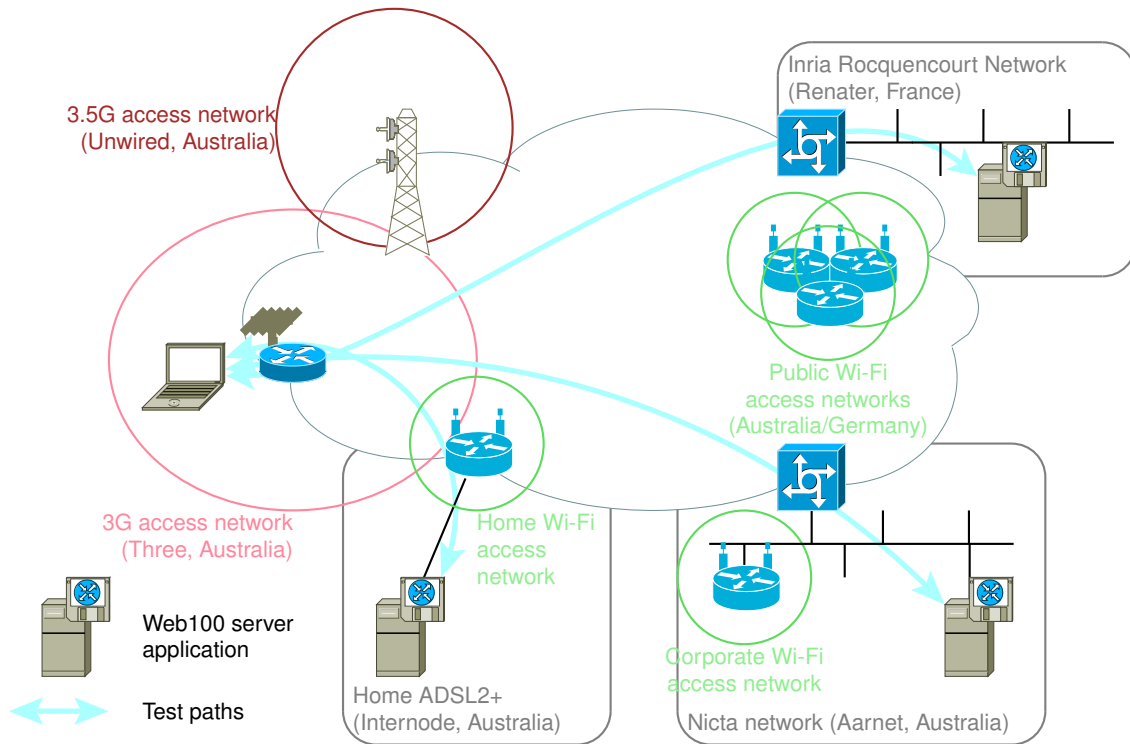 Inria Rocquencourt Network
(Renater, France)
3.5G access network
(Unwired, Australia)
Public Wi-Fi
access networks
(Australia/Germany)
3G access network
(Three, Australia)
Home Wi-Fi
access
network
Web100 server
application
Corporate Wi-Fi
access network
Home ADSL2+
(Internode, Australia)
Test paths
Nicta network (Aarnet, Australia)